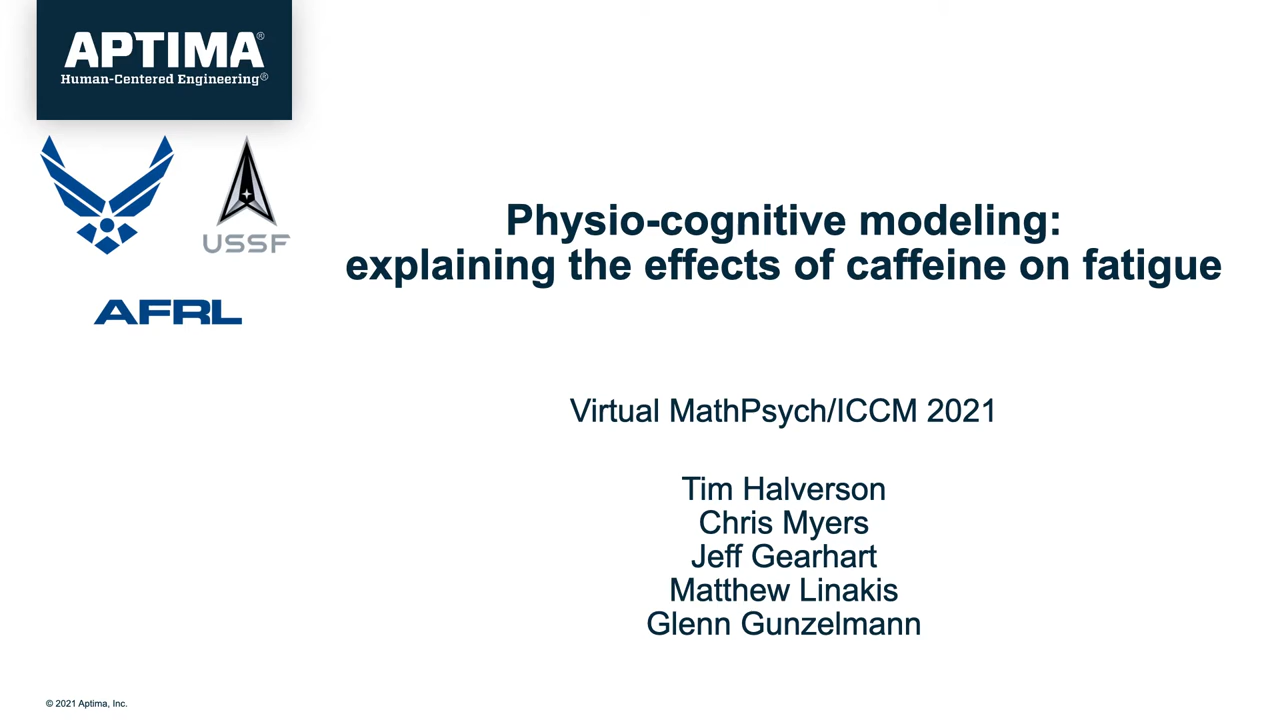 APTIMA®
Human-Centered Engineering®
USSF
AFRL
Physio-cognitive modeling:
explaining the effects of caffeine on fatigue
Virtual MathPsych/ICCM 2021
Tim Halverson
Chris Myers
Jeff Gearhart
Matthew Linakis
Glenn Gunzelmann
© 2021 Aptima, Inc.